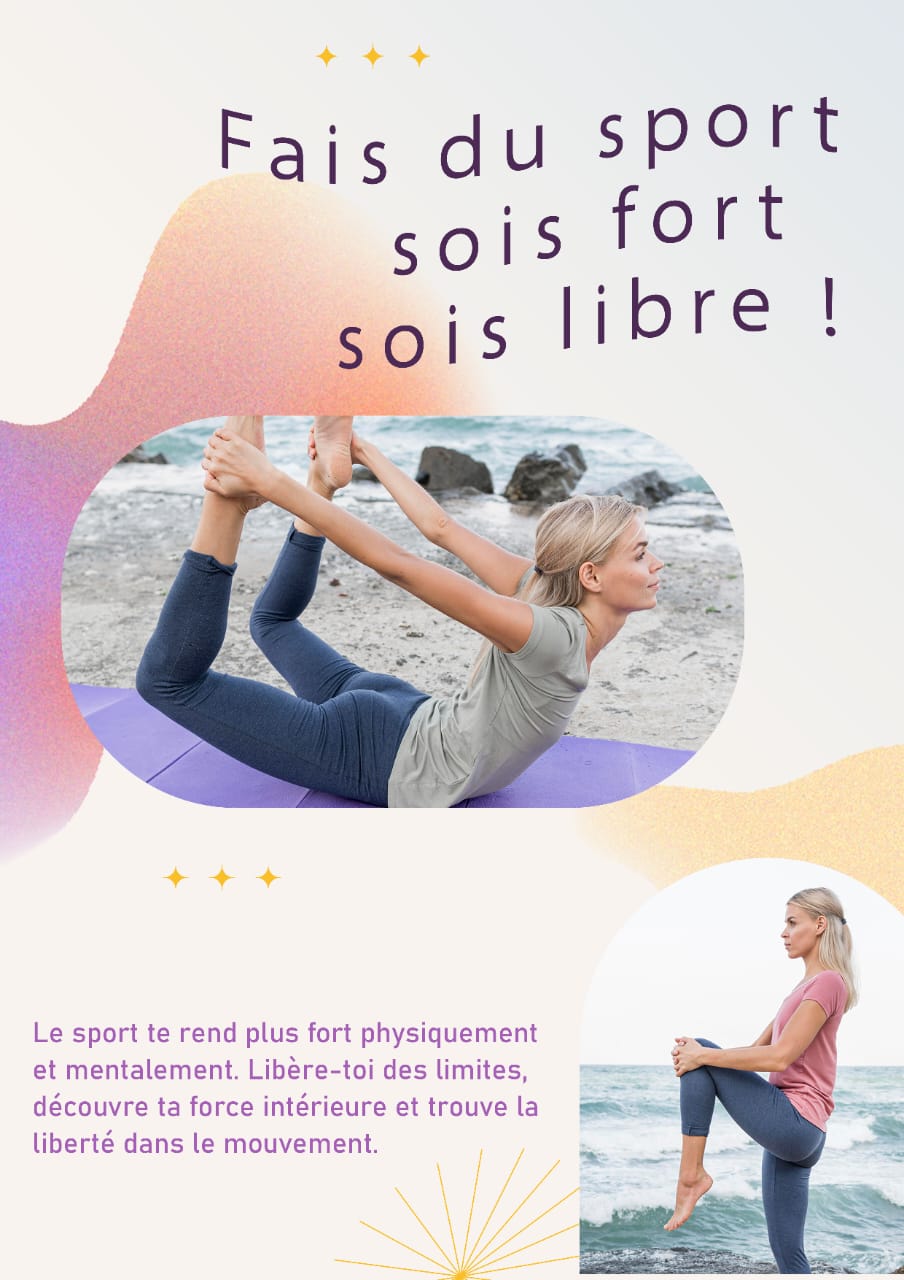 Fais du sport
sois fort
sois libre !
Le sport te rend plus fort physiquement
et mentalement. Libère-toi des limites,
découvre ta force intérieure et trouve la
liberté dans le mouvement.